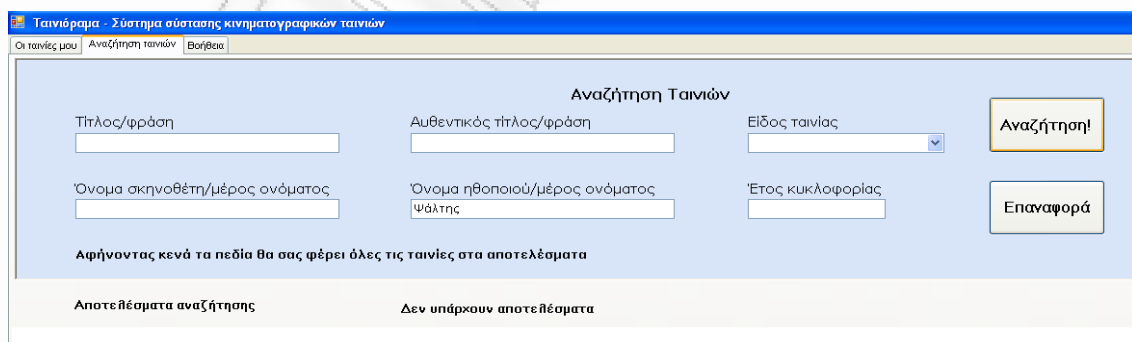 Ταινιόραμα - Σύστημα σύστασης κινηματογραφικών ταινιών
Οι ταινίες μου Αναζήτηση ταινιών Βοήθεια
Αναζήτηση Ταινιών
Τίτλος/φράση Αυθεντικός τίτλος/φράση Είδος ταινίας
Αναζήτηση!
Όνομα σκηνοθέτη/μέρος ονόματος Όνομα ηθοποιού/μέρος ονόματος Έτος κυκλοφορίας
Ψάλτης
Επαναφορά
Αφήνοντας κενά τα πεδία θα σας φέρει όλες τις ταινίες στα αποτελέσματα
Αποτελέσματα αναζήτησης Δεν υπάρχουν αποτελέσματα